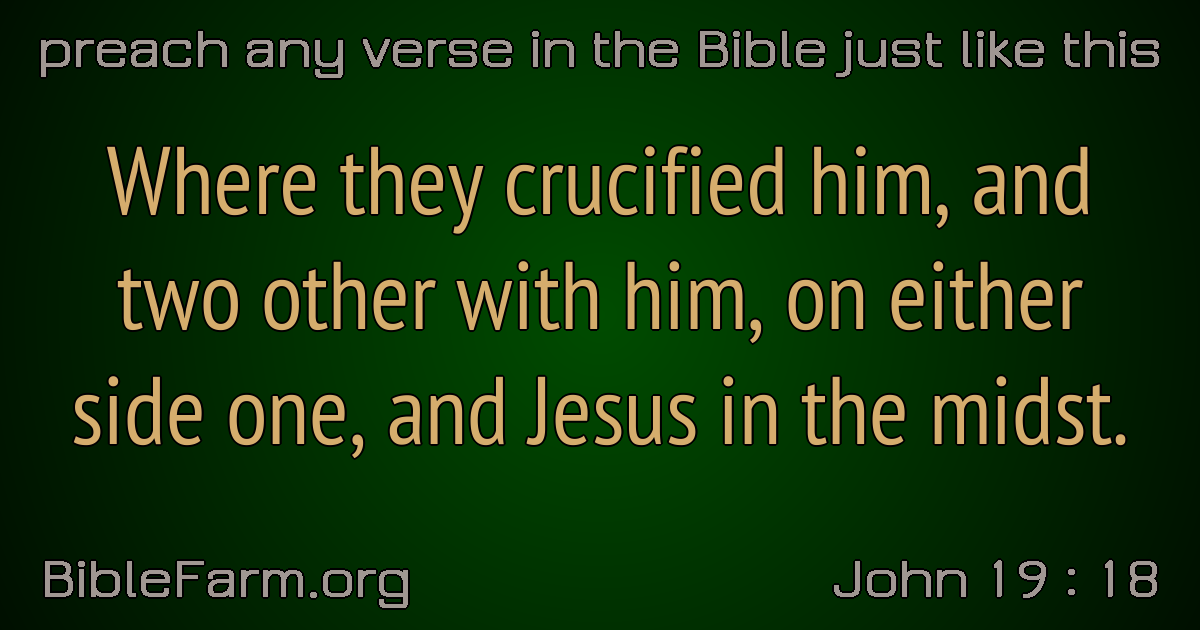 preach any verse in the Bible just like this
Where they crucified him, and
two other with him, on either
side one, and Jesus in the midst.
BibleFarm.org
John 19 : 18